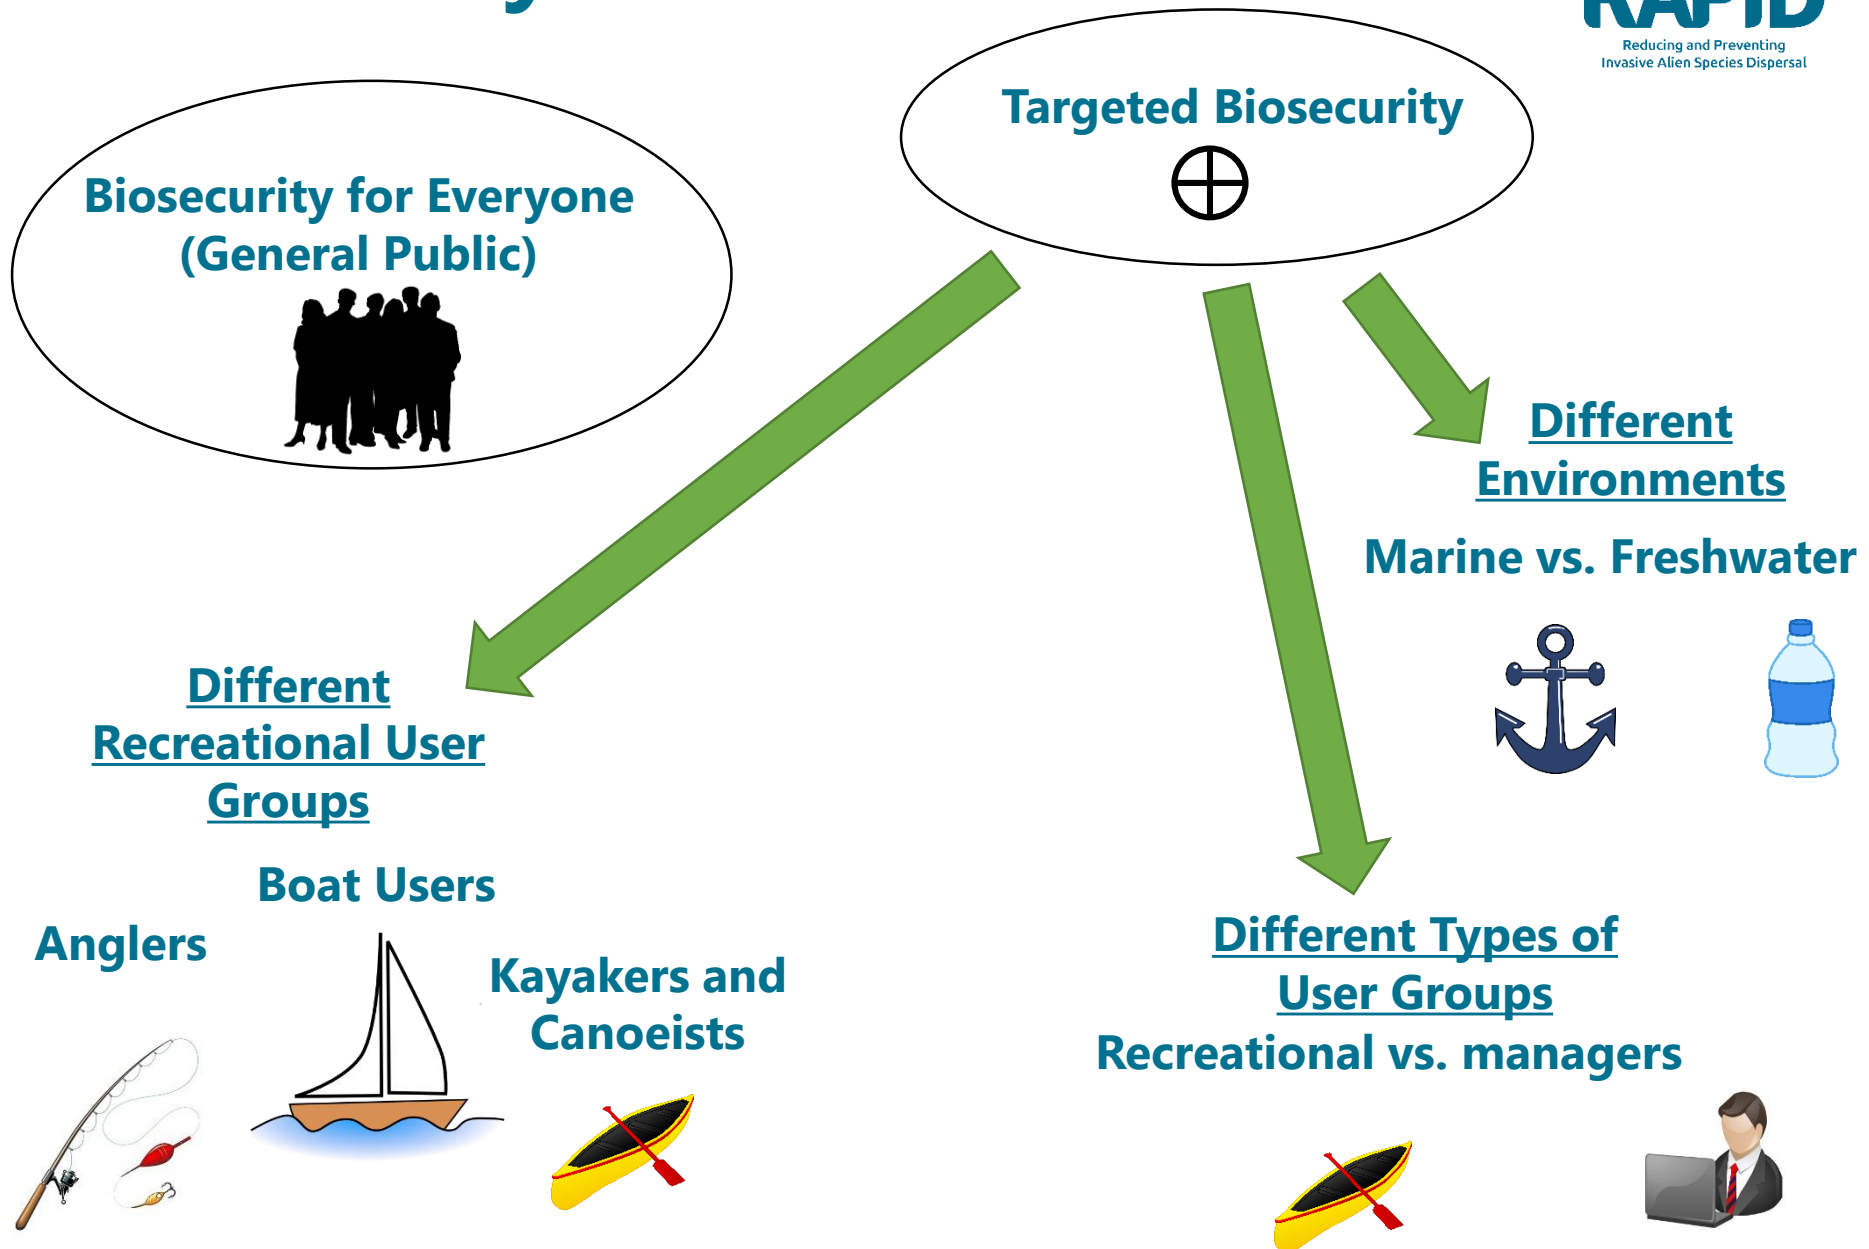 RAPID
Reducing and Preventing
Invasive Alien Species Dispersal
Targeted Biosecurity
Biosecurity for Everyone
(General Public)
Different
Environments
Marine vs. Freshwater
Different
Recreational User
Groups
Boat Users
Anglers
Kayakers and
Canoeists
Different Types of
User Groups
Recreational vs. managers